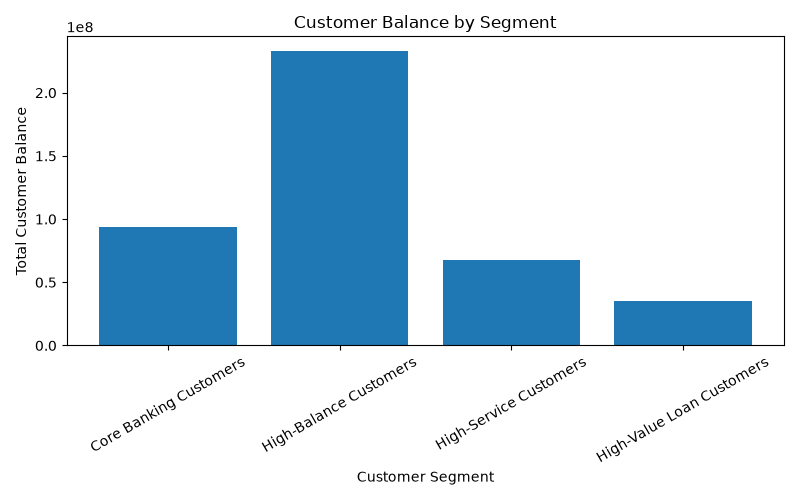 Customer Balance by Segment
1e8
2.0
1.5
1.0
0.5
0.0
Total Customer Balance
Core Banking Customers
High-Balance Customers
High-Service Customers
High-Value Loan Customers
Customer Segment